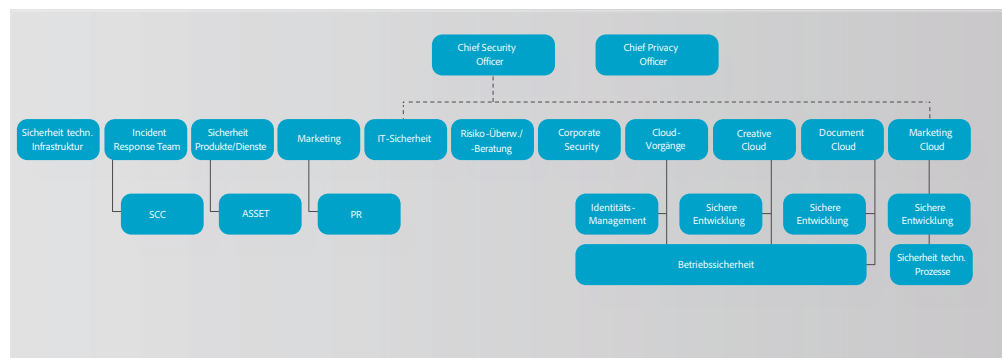 Chief Security
Officer
Chief Privacy
Officer
Sicherheit techn.
Infrastruktur
Incident
Response Team
Sicherheit
Produkte/Dienste
Marketing
IT-Sicherheit
Risiko-Überw./
-Beratung
Corporate
Security
Cloud-
Vorgänge
Creative
Cloud
Document
Cloud
Marketing
Cloud
SCC
ASSET
PR
Identitäts-
Management
Sichere
Entwicklung
Sichere
Entwicklung
Sichere
Entwicklung
Betriebssicherheit
Sicherheit techn.
Prozesse